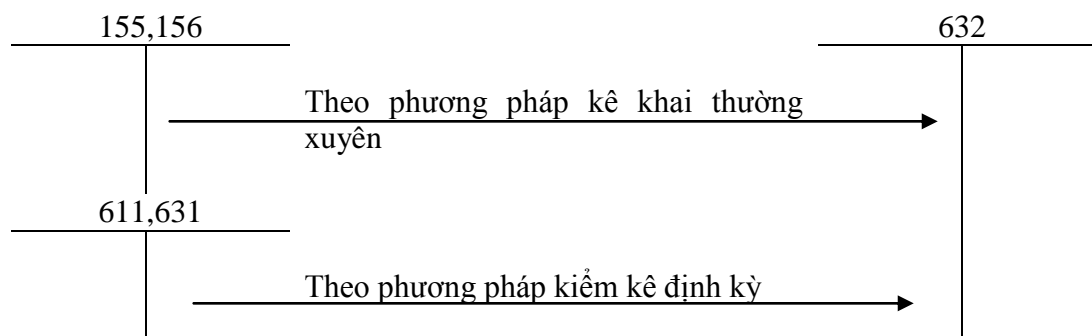 155,156
632
Theo phương pháp kê khai thường
xuyên
611,631
Theo phương pháp kiểm kê định kỳ